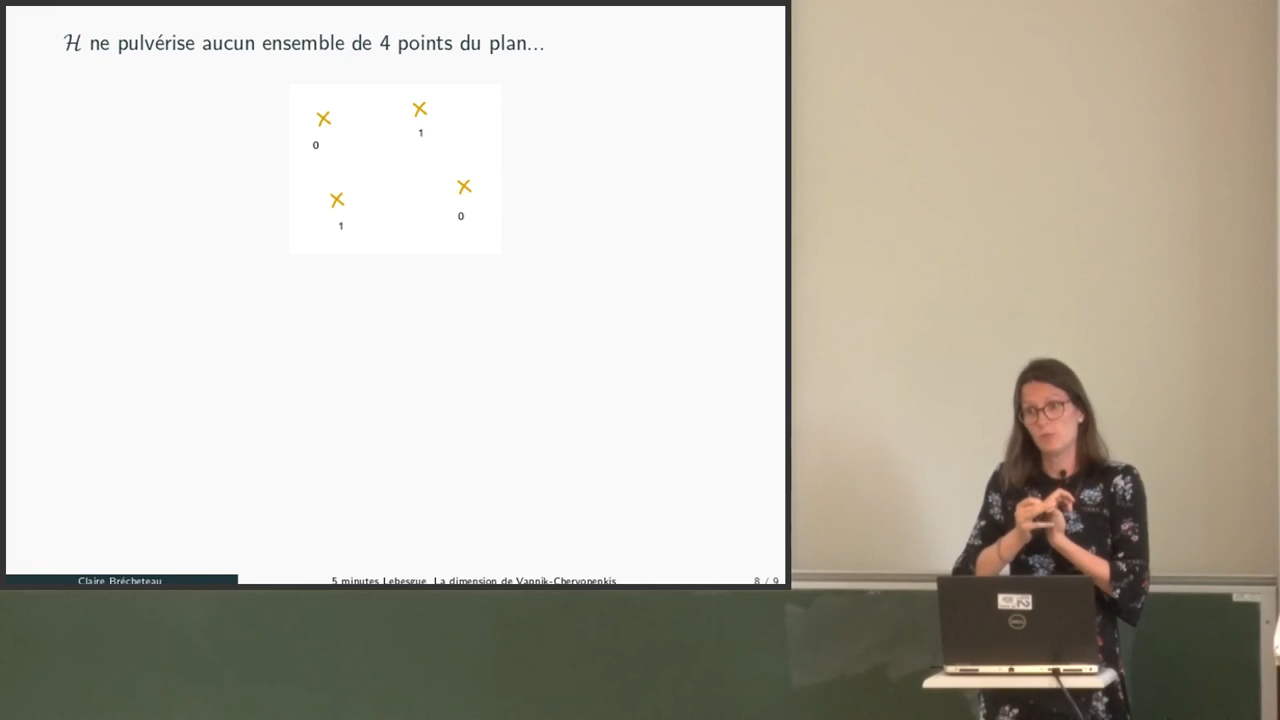 ℋ ne pulvérise aucun ensemble de 4 points du plan...
0
1
1
0
Claire Brécheteau
5 minutes Lebesgue. La dimension de Vapnik-Chervonenkis
8 / 9
DELL